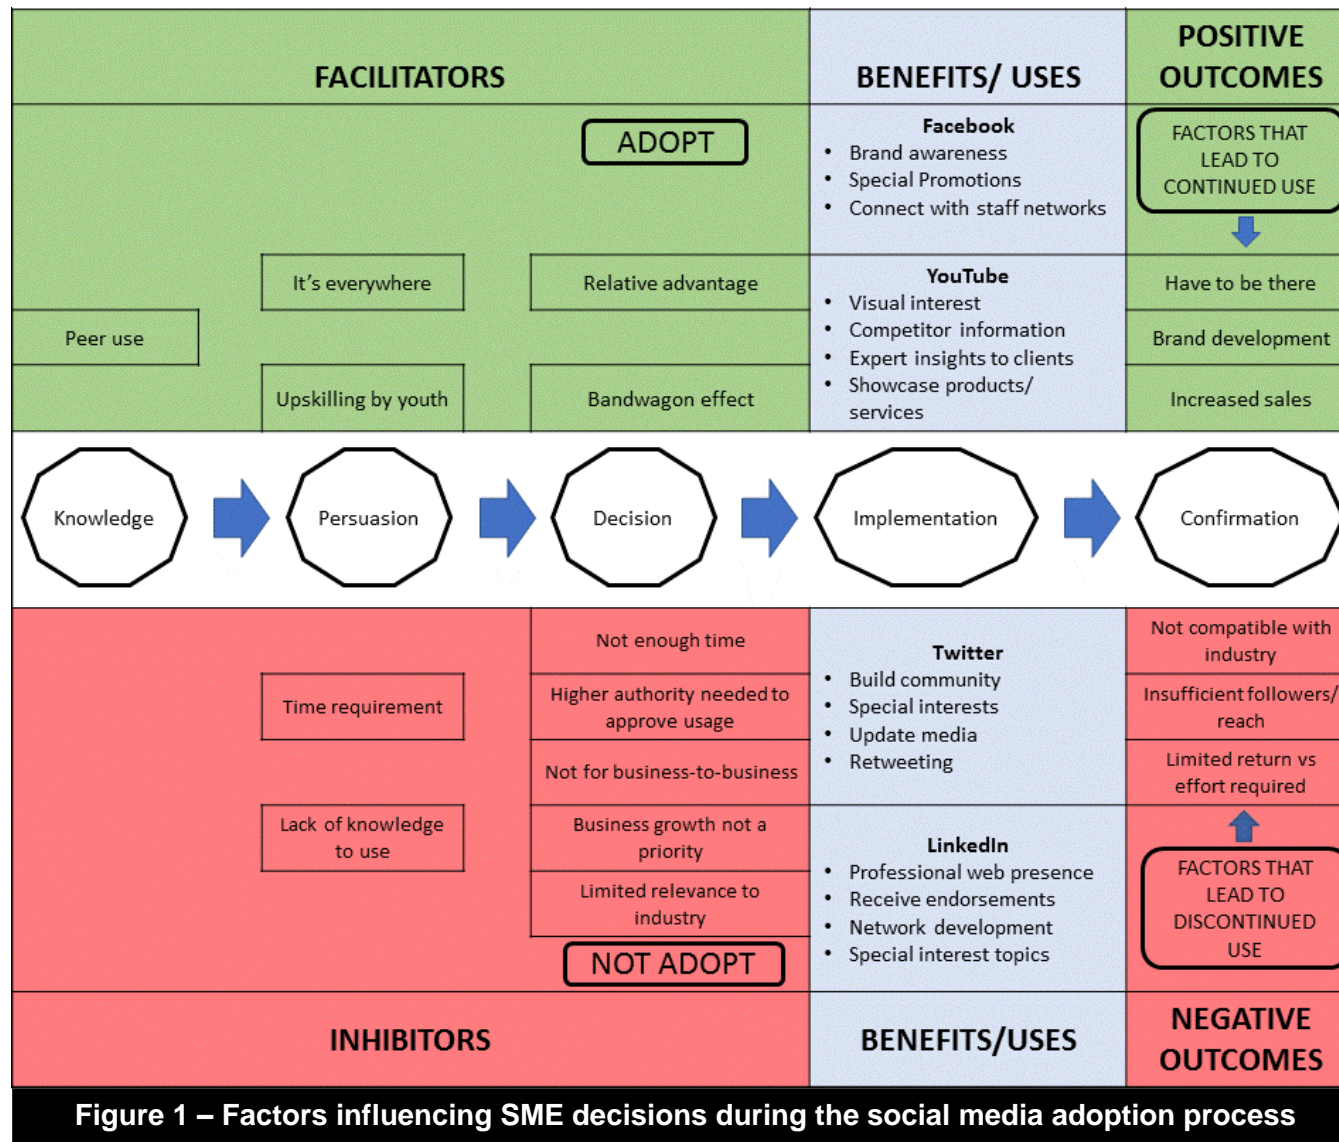 FACILITATORS
BENEFITS/ USES
POSITIVE
OUTCOMES
ADOPT
Facebook
• Brand awareness
• Special Promotions
• Connect with staff networks
FACTORS THAT
LEAD TO
CONTINUED USE
Peer use
It's everywhere
Upskilling by youth
Relative advantage
Bandwagon effect
YouTube
• Visual interest
• Competitor information
• Expert insights to clients
• Showcase products/
services
Have to be there
Brand development
Increased sales
Knowledge
Persuasion
Decision
Implementation
Confirmation
Time requirement
Lack of knowledge
to use
Not enough time
Higher authority needed to
approve usage
Not for business-to-business
Business growth not a
priority
Limited relevance to
industry
NOT ADOPT
Twitter
• Build community
• Special interests
• Update media
• Retweeting
LinkedIn
• Professional web presence
• Receive endorsements
• Network development
• Special interest topics
Not compatible with
industry
Insufficient followers/
reach
Limited return vs
effort required
FACTORS THAT
LEAD TO
DISCONTINUED
USE
INHIBITORS
BENEFITS/USES
NEGATIVE
OUTCOMES
Figure 1 – Factors influencing SME decisions during the social media adoption process